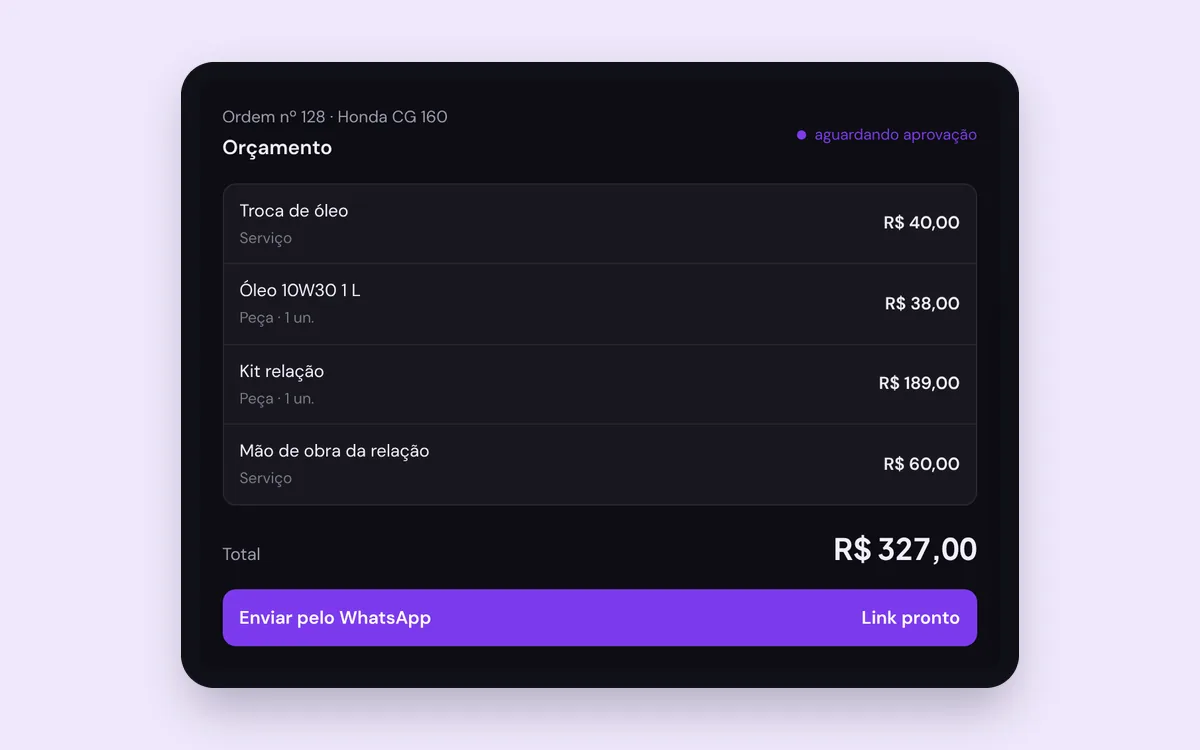 Ordem nº 128 · Honda CG 160
Orçamento
aguardando aprovação
Troca de óleo
Serviço
R$ 40,00
Óleo 10W30 1 L
Peça · 1 un.
R$ 38,00
Kit relação
Peça · 1 un.
R$ 189,00
Mão de obra da relação
Serviço
R$ 60,00
Total
R$ 327,00
Enviar pelo WhatsApp
Link pronto